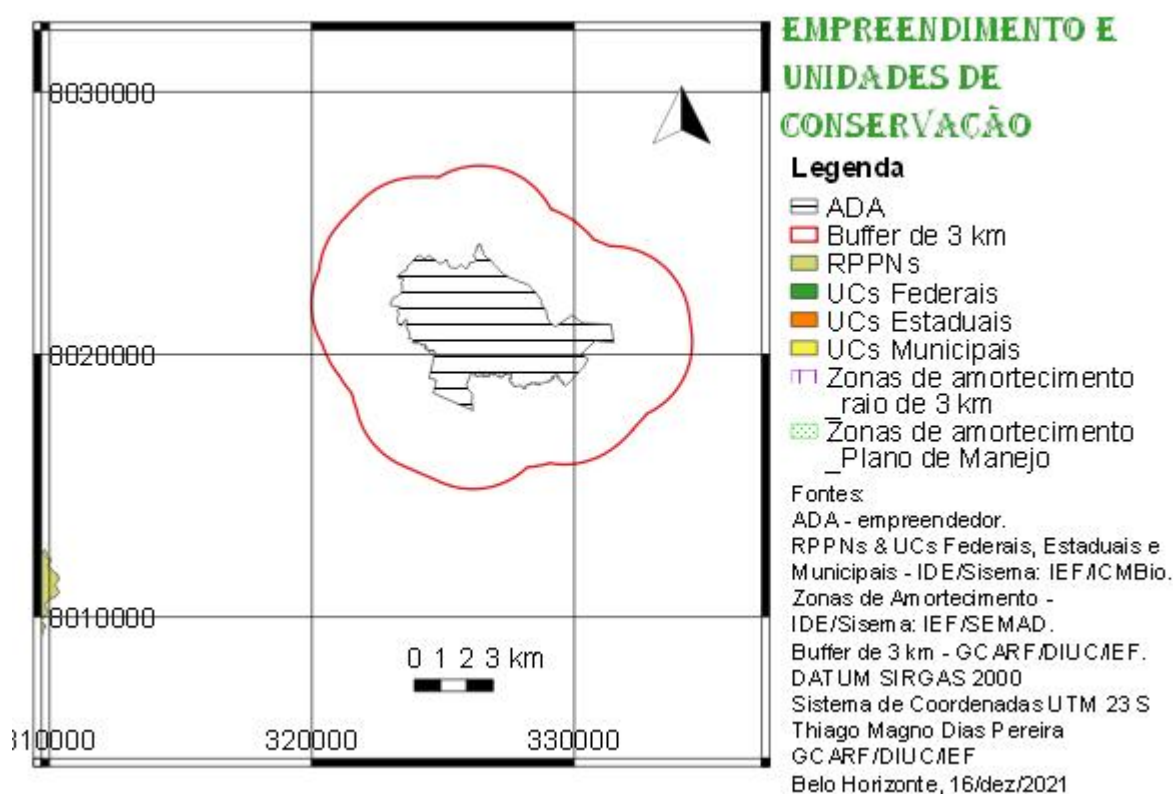 EMPREENDIMENTO E
UNIDADES DE
CONSERVAÇÃO
Legenda
ADA
Buffer de 3 km
RPPNs
UCs Federais
UCs Estaduais
UCs Municipais
Zonas de amortecimento
_raio de 3 km
Zonas de amortecimento
_Plano de Manejo
Fontes:
ADA - empreendedor.
RPPNs & UCs Federais, Estaduais e
Municipais - IDE/Sisema: IEF/ICMBio.
Zonas de Amortecimento -
IDE/Sisema: IEF/SEMAD.
Buffer de 3 km - GCARF/DIUC/IEF.
DATUM SIRGAS 2000
Sistema de Coordenadas UTM 23 S
Thiago Magno Dias Pereira
GCARF/DIUC/IEF
Belo Horizonte, 16/dez/2021
8030000
8020000
8010000
0 1 2 3 km
310000 320000 330000